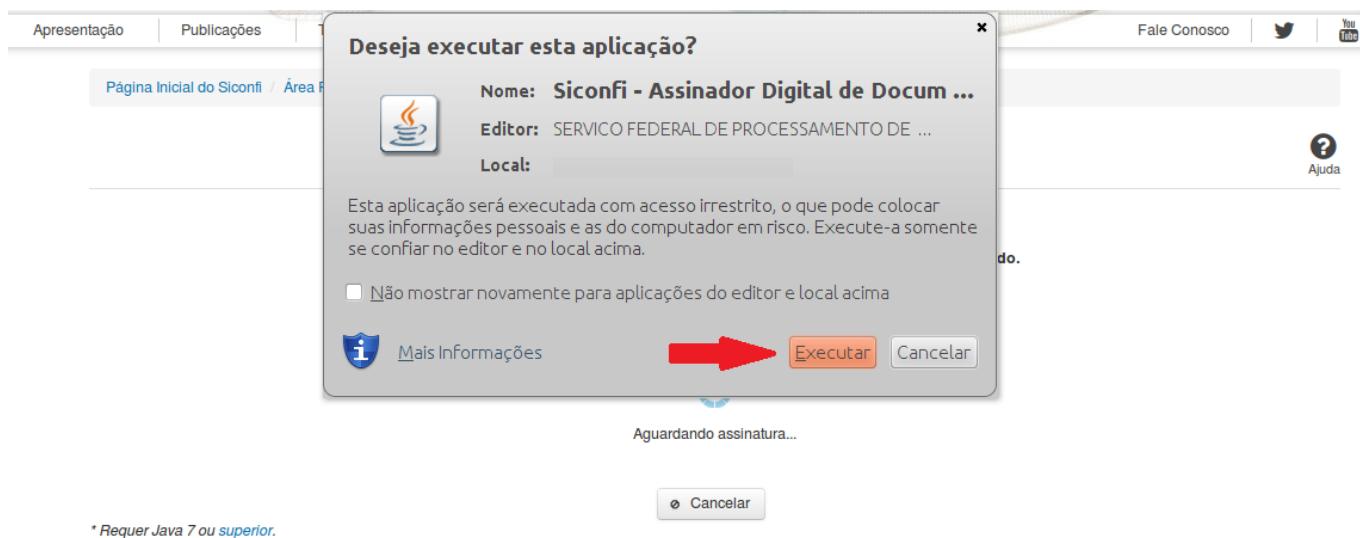 Apresentação Publicações Fale Conosco You Tube
Página Inicial do Siconfi / Área
Ajuda
Deseja executar esta aplicação?
Nome: Siconfi - Assinador Digital de Docum ...
Editor: SERVICO FEDERAL DE PROCESSAMENTO DE ...
Local:
Esta aplicação será executada com acesso irrestrito, o que pode colocar
suas informações pessoais e as do computador em risco. Execute-a somente
se confiar no editor e no local acima.
do.
Não mostrar novamente para aplicações do editor e local acima
Mais Informações Executar Cancelar
Aguardando assinatura...
Cancelar
* Requer Java 7 ou superior.